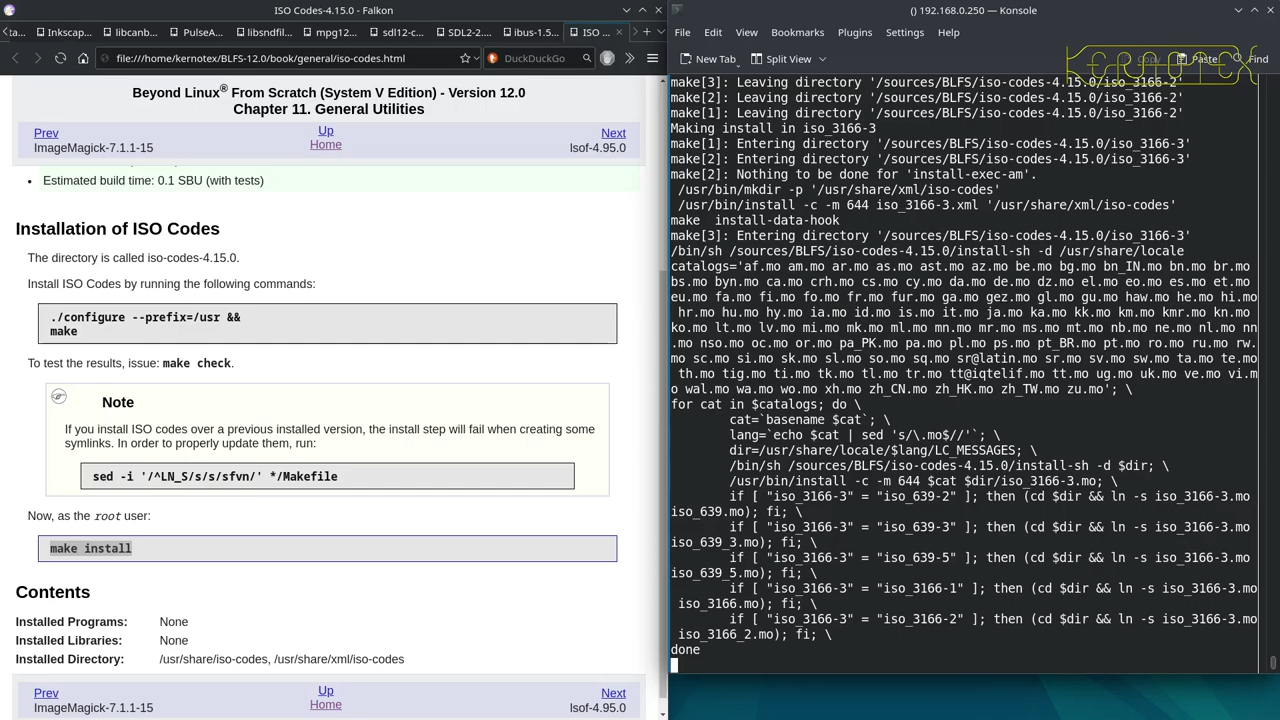 ISO Codes-4.15.0 - Falkon
ta...
Inkscap...
libcanb...
PulseA...
libsndfil...
mpg12...
sdl12-c...
SDL2-2....
ibus-1.5...
ISO ...
file:///home/kernotex/BLFS-12.0/book/general/iso-codes.html
DuckDuckGo
Beyond Linux® From Scratch (System V Edition) - Version 12.0
Chapter 11. General Utilities
Prev Up Next
ImageMagick-7.1.1-15 Home lsof-4.95.0
• Estimated build time: 0.1 SBU (with tests)
Installation of ISO Codes
The directory is called iso-codes-4.15.0.
Install ISO Codes by running the following commands:
./configure --prefix=/usr &&
make
To test the results, issue: make check.
Note
If you install ISO codes over a previous installed version, the install step will fail when creating some
symlinks. In order to properly update them, run:
sed -i '/^LN_S/s/s/sfvn/' */Makefile
Now, as the root user:
make install
Contents
Installed Programs: None
Installed Libraries: None
Installed Directory: /usr/share/iso-codes, /usr/share/xml/iso-codes
Prev Up Next
ImageMagick-7.1.1-15 Home lsof-4.95.0
() 192.168.0.250 — Konsole
File Edit View Bookmarks Plugins Settings Help
New Tab Split View Copy Paste Find
KernoteX
make[3]: Leaving directory '/sources/BLFS/iso-codes-4.15.0/iso_3166-2'
make[2]: Leaving directory '/sources/BLFS/iso-codes-4.15.0/iso_3166-2'
make[1]: Leaving directory '/sources/BLFS/iso-codes-4.15.0/iso_3166-2'
Making install in iso_3166-3
make[1]: Entering directory '/sources/BLFS/iso-codes-4.15.0/iso_3166-3'
make[2]: Entering directory '/sources/BLFS/iso-codes-4.15.0/iso_3166-3'
make[2]: Nothing to be done for 'install-exec-am'.
/usr/bin/mkdir -p '/usr/share/xml/iso-codes'
/usr/bin/install -c -m 644 iso_3166-3.xml '/usr/share/xml/iso-codes'
make  install-data-hook
make[3]: Entering directory '/sources/BLFS/iso-codes-4.15.0/iso_3166-3'
/bin/sh /sources/BLFS/iso-codes-4.15.0/install-sh -d /usr/share/locale
catalogs='af.mo am.mo ar.mo as.mo ast.mo az.mo be.mo bg.mo bn_IN.mo bn.mo br.mo
bs.mo byn.mo ca.mo crh.mo cs.mo cy.mo da.mo de.mo dz.mo el.mo eo.mo es.mo et.mo
eu.mo fa.mo fi.mo fo.mo fr.mo fur.mo ga.mo gez.mo gl.mo gu.mo haw.mo he.mo hi.mo
hr.mo hu.mo hy.mo ia.mo id.mo is.mo it.mo ja.mo ka.mo kk.mo km.mo kmr.mo kn.mo
ko.mo lt.mo lv.mo mi.mo mk.mo ml.mo mn.mo mr.mo ms.mo mt.mo nb.mo ne.mo nl.mo nn
.mo nso.mo oc.mo or.mo pa_PK.mo pa.mo pl.mo ps.mo pt_BR.mo pt.mo ro.mo ru.mo rw.
mo sc.mo si.mo sk.mo sl.mo so.mo sq.mo sr@latin.mo sr.mo sv.mo sw.mo ta.mo te.mo
th.mo tig.mo ti.mo tk.mo tl.mo tr.mo tt@iqtelif.mo tt.mo ug.mo uk.mo ve.mo vi.m
o wal.mo wa.mo wo.mo xh.mo zh_CN.mo zh_HK.mo zh_TW.mo zu.mo'; \
for cat in $catalogs; do \
cat=`basename $cat`; \
lang=`echo $cat | sed 's/\.mo$//'`; \
dir=/usr/share/locale/$lang/LC_MESSAGES; \
/bin/sh /sources/BLFS/iso-codes-4.15.0/install-sh -d $dir; \
/usr/bin/install -c -m 644 $cat $dir/iso_3166-3.mo; \
if [ "iso_3166-3" = "iso_639-2" ]; then (cd $dir && ln -s iso_3166-3.mo
iso_639.mo); fi; \
if [ "iso_3166-3" = "iso_639-3" ]; then (cd $dir && ln -s iso_3166-3.mo
iso_639_3.mo); fi; \
if [ "iso_3166-3" = "iso_639-5" ]; then (cd $dir && ln -s iso_3166-3.mo
iso_639_5.mo); fi; \
if [ "iso_3166-3" = "iso_3166-1" ]; then (cd $dir && ln -s iso_3166-3.mo
iso_3166.mo); fi; \
if [ "iso_3166-3" = "iso_3166-2" ]; then (cd $dir && ln -s iso_3166-3.mo
iso_3166_2.mo); fi; \
done